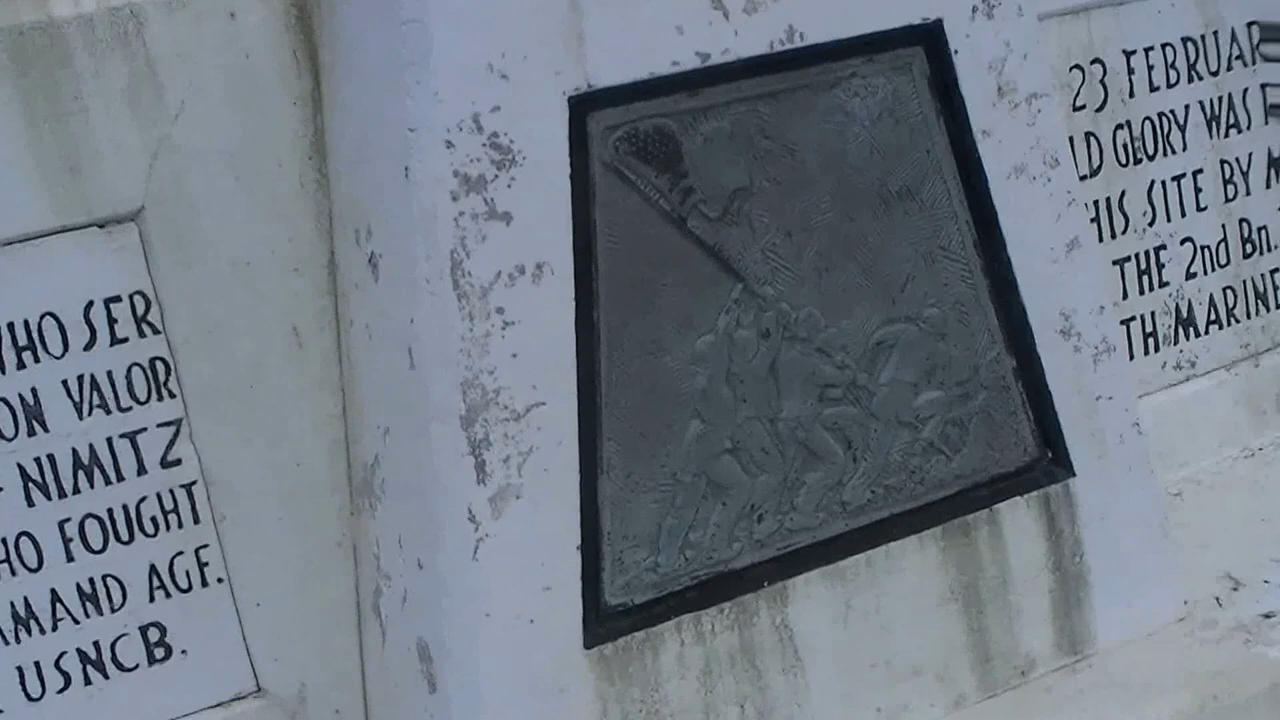 WHO SER
ON VALOR
NIMITZ
HO FOUGHT
MAND AGF.
USNCB.
23 FEBRUAR
LD GLORY WAS
HIS SITE BY M
THE 2nd Bn.
TH MARINE